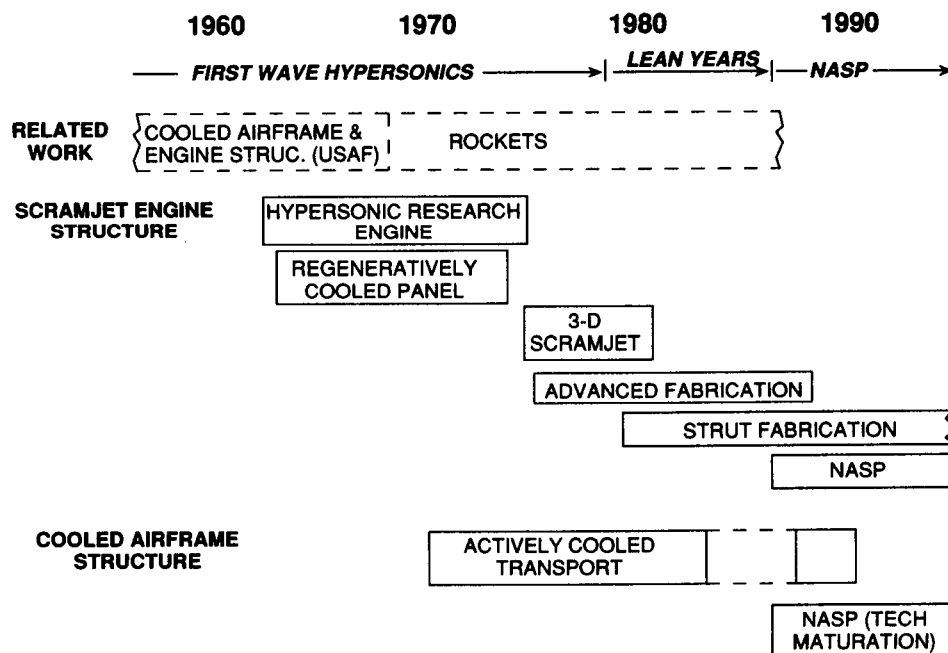 1960 1970 1980 1990
FIRST WAVE HYPERSONICS LEAN YEARS NASP
RELATED
WORK
COOLED AIRFRAME &
ENGINE STRUC. (USAF)
ROCKETS
SCRAMJET ENGINE
STRUCTURE
HYPERSONIC RESEARCH
ENGINE
REGENERATIVELY
COOLED PANEL
3-D
SCRAMJET
ADVANCED FABRICATION
STRUT FABRICATION
NASP
COOLED AIRFRAME
STRUCTURE
ACTIVELY COOLED
TRANSPORT
NASP (TECH
MATURATION)